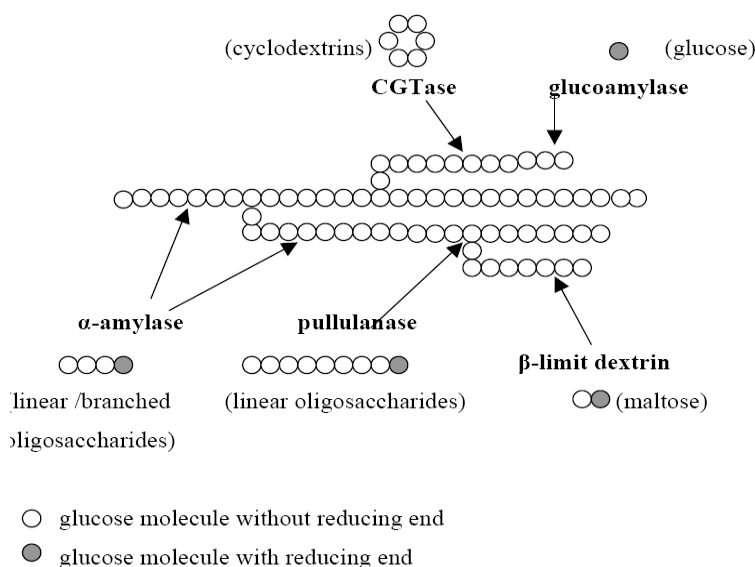 (cyclodextrins)
(glucose)
CGTase
glucoamylase
α-amylase
pullulanase
β-limit dextrin
(linear /branched
oligosaccharides)
(linear oligosaccharides)
(maltose)
glucose molecule without reducing end
glucose molecule with reducing end